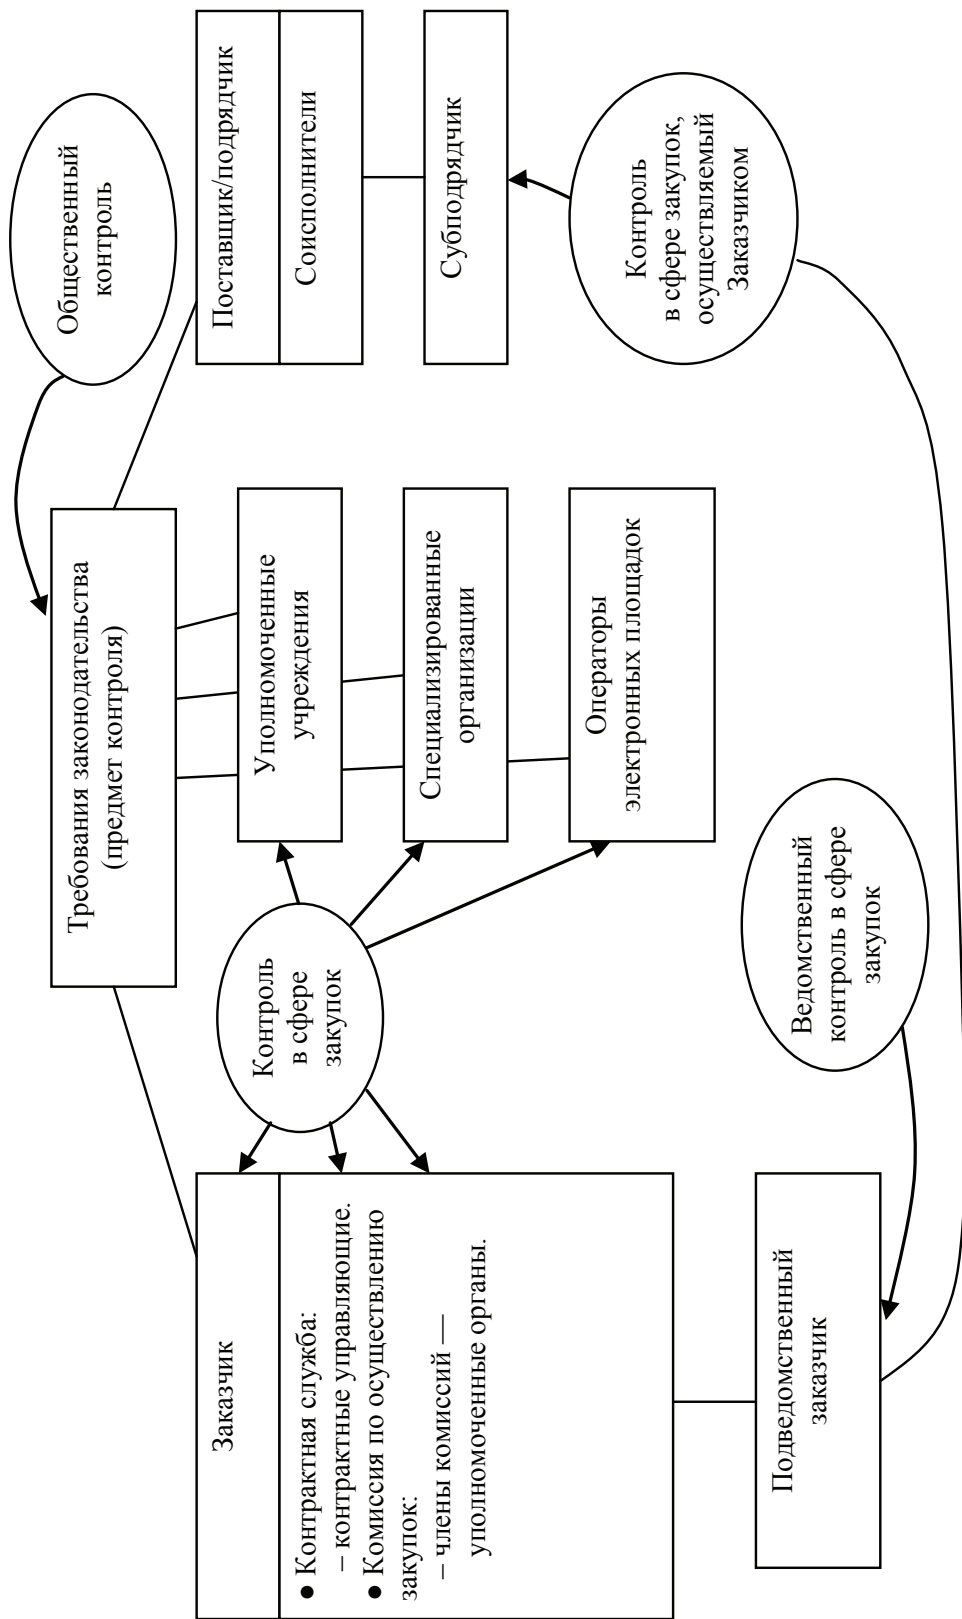 Общественный
контроль
Требования законодательства
(предмет контроля)
Поставщик/подрядчик
Соисполнители
Субподрядчик
Контроль
в сфере закупок,
осуществляемый
Заказчиком
Уполномоченные
учреждения
Специализированные
организации
Операторы
электронных площадок
Контроль
в сфере
закупок
Заказчик
● Контрактная служба:
– контрактные управляющие.
● Комиссия по осуществлению
закупок:
– члены комиссий —
уполномоченные органы.
Ведомственный
контроль в сфере
закупок
Подведомственный
заказчик